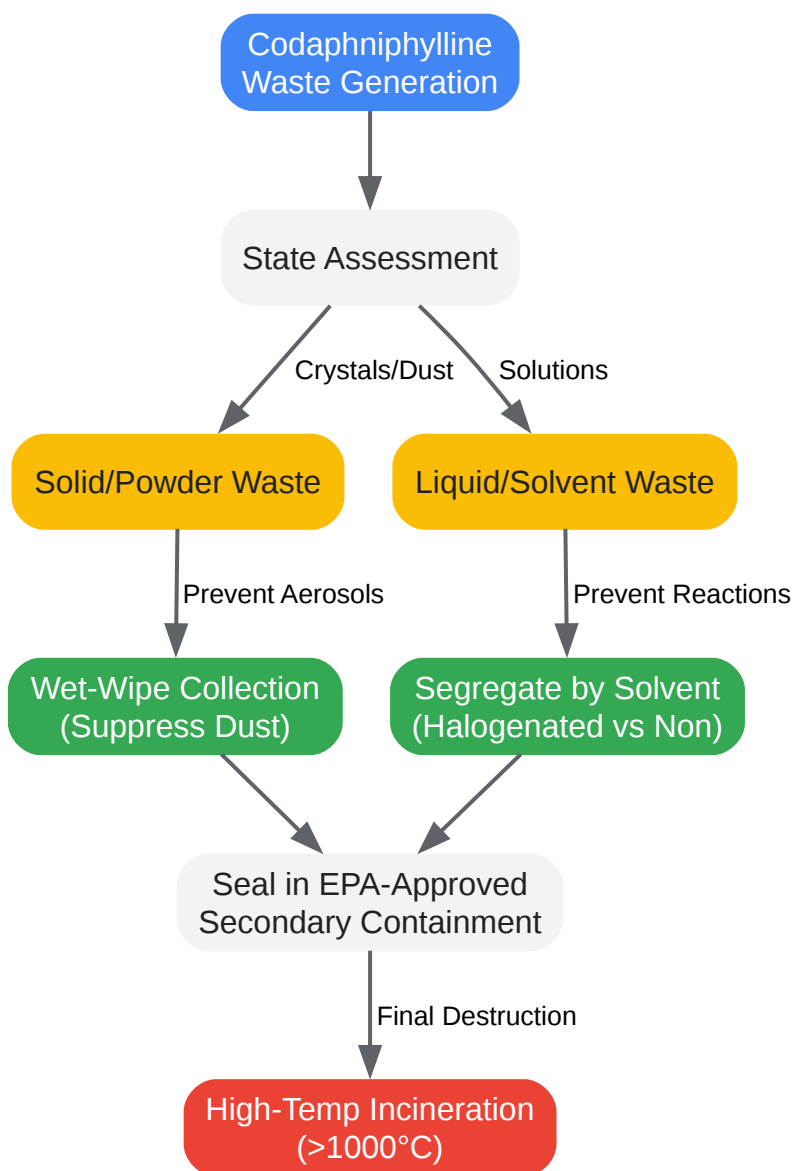 Codaphniphylline
Waste Generation
State Assessment
Crystals/Dust
Solutions
Solid/Powder Waste
Liquid/Solvent Waste
Prevent Aerosols
Prevent Reactions
Wet-Wipe Collection
(Suppress Dust)
Segregate by Solvent
(Halogenated vs Non)
Seal in EPA-Approved
Secondary Containment
Final Destruction
High-Temp Incineration
(>1000°C)